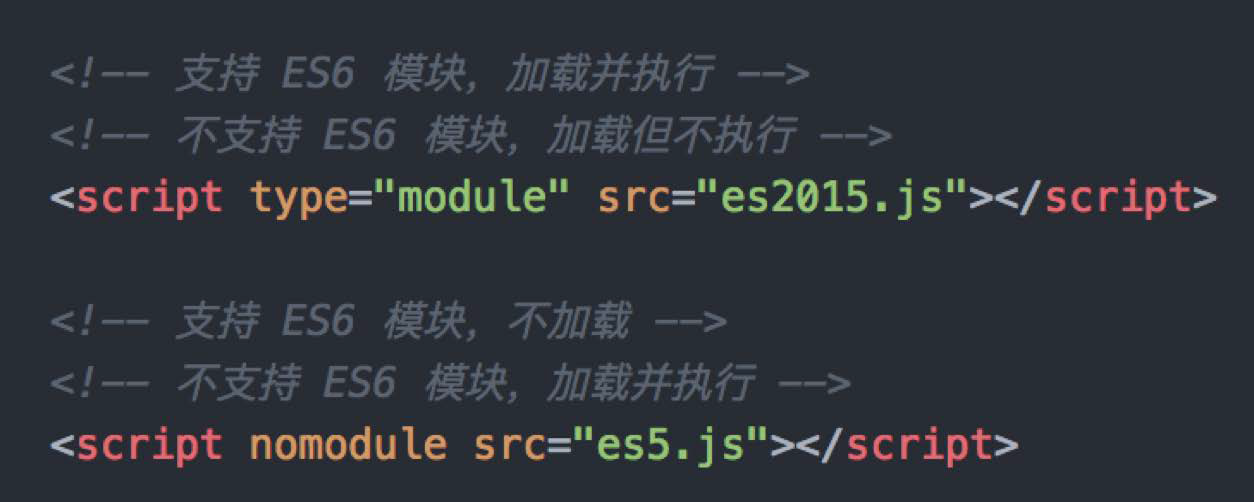 <!-- 支持 ES6 模块，加载并执行 -->
<!-- 不支持 ES6 模块，加载但不执行 -->
<script type="module" src="es2015.js"></script>
<!-- 支持 ES6 模块，不加载 -->
<!-- 不支持 ES6 模块，加载并执行 -->
<script nomodule src="es5.js"></script>